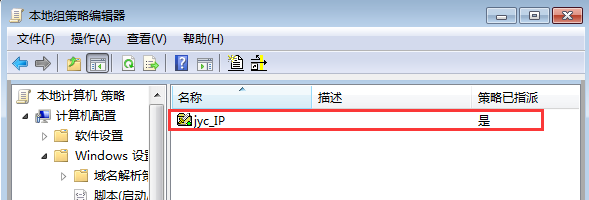 本地组策略编辑器
文件(F) 操作(A) 查看(V) 帮助(H)
本地计算机 策略
计算机配置
软件设置
Windows 设
域名解析策
脚本(启动/
名称 描述 策略已指派
jyc_IP 是